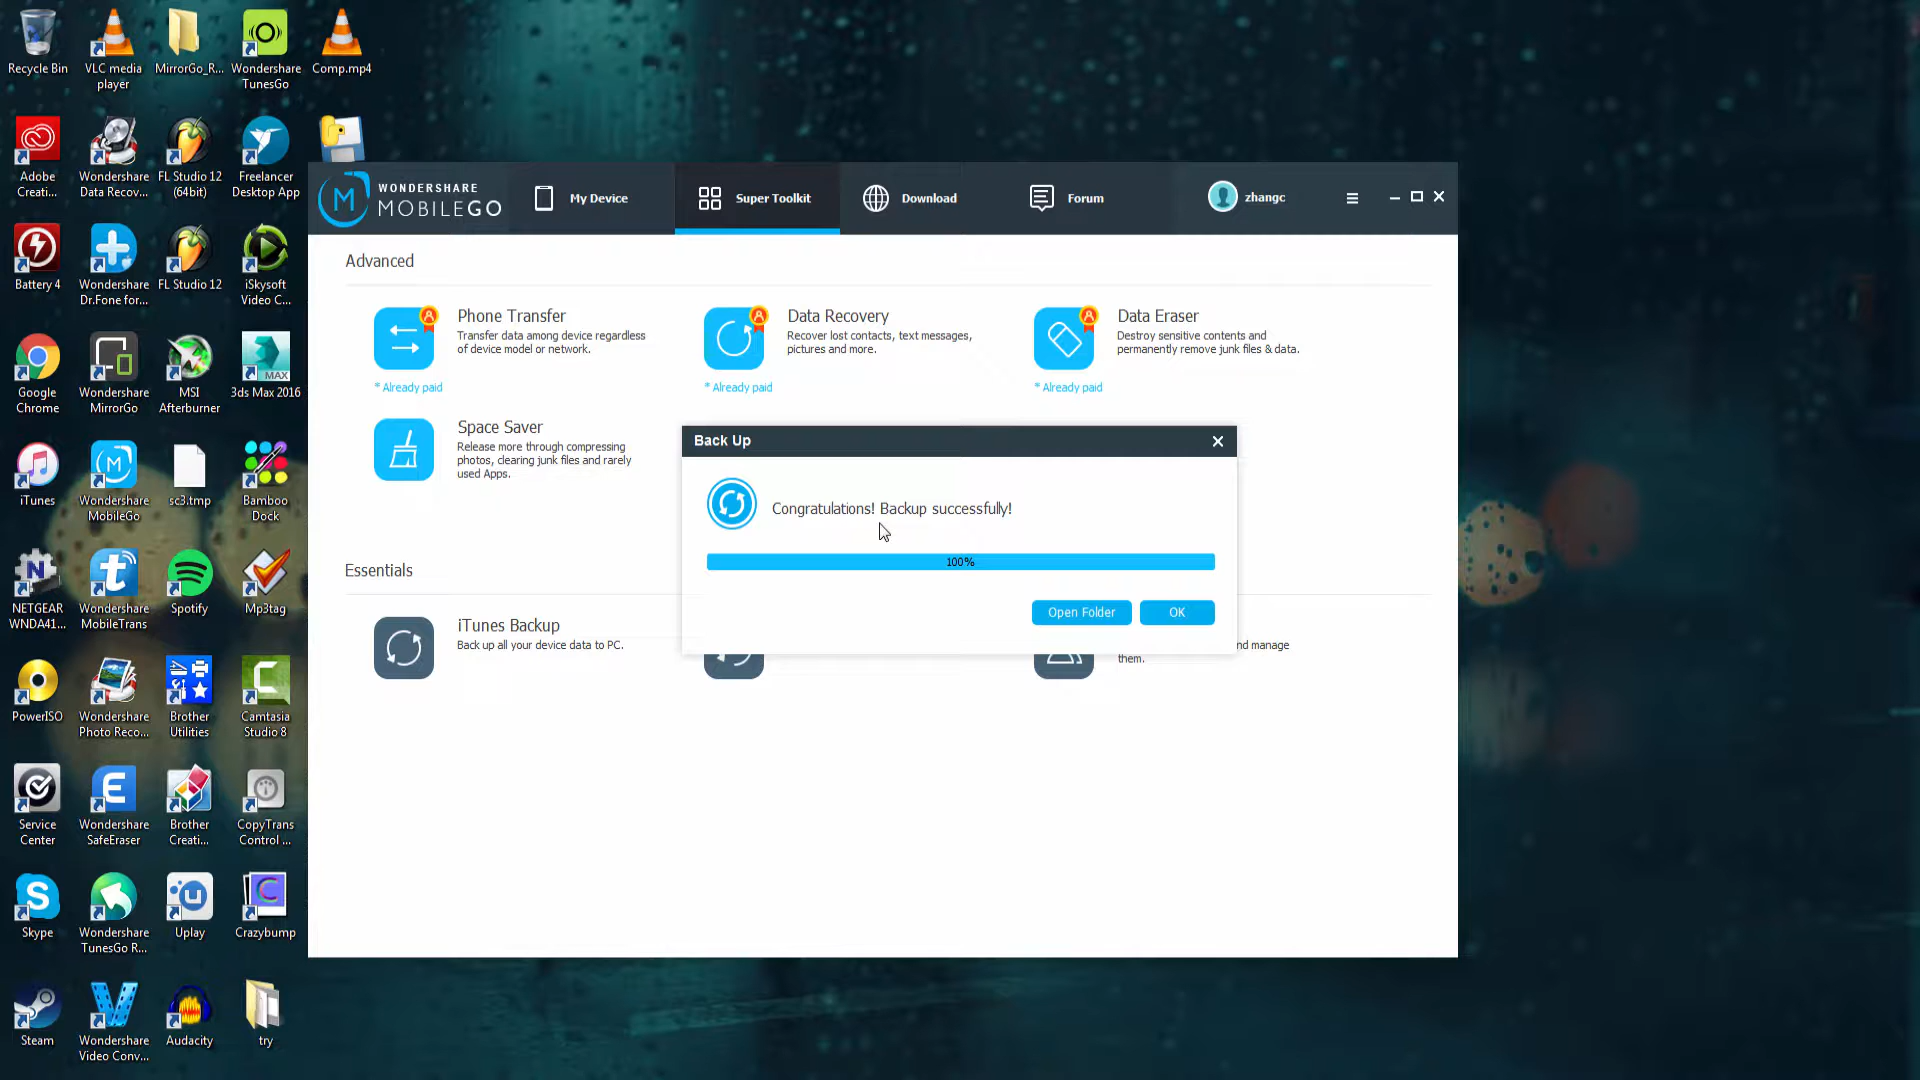 Recycle Bin
VLC media
player
MirrorGo_R...
Wondershare
TunesGo
Comp.mp4
Adobe
Creati...
Wondershare
Data Recov...
FL Studio 12
(64bit)
Freelancer
Desktop App
Battery 4
Wondershare
Dr.Fone for...
FL Studio 12
iSkysoft
Video C...
Google
Chrome
Wondershare
MirrorGo
MSI
Afterburner
MAX
3ds Max 2016
iTunes
Wondershare
MobileGo
sc3.tmp
Bamboo
Dock
NETGEAR
WNDA41...
Wondershare
MobileTrans
Spotify
Mp3tag
PowerISO
Wondershare
Photo Reco...
Brother
Utilities
Camtasia
Studio 8
Service
Center
Wondershare
SafeEraser
Brother
Creati...
CopyTrans
Control ...
Skype
Wondershare
TunesGo R...
Uplay
Crazybump
Steam
Wondershare
Video Conv...
Audacity
try
WONDERSHARE
MOBILEGO
My Device
Super Toolkit
Download
Forum
zhangc
Advanced
Phone Transfer
Transfer data among device regardless
of device model or network.
* Already paid
Data Recovery
Recover lost contacts, text messages,
pictures and more.
* Already paid
Data Eraser
Destroy sensitive contents and
permanently remove junk files & data.
* Already paid
Space Saver
Release more through compressing
photos, clearing junk files and rarely
used Apps.
Back Up
Congratulations! Backup successfully!
100%
Open Folder
OK
Essentials
iTunes Backup
Back up all your device data to PC.
nd manage
them.